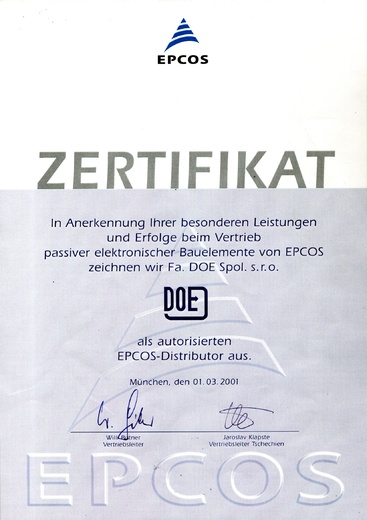 EPCOS
ZERTIFIKAT
In Anerkennung Ihrer besonderen Leistungen
und Erfolge beim Vertrieb
passiver elektronischer Bauelemente von EPCOS
zeichnen wir Fa. DOE Spol. s.r.o.
DOE
als autorisierten
EPCOS-Distributor aus.
München, den 01.03.2001
Jaroslav Klapste
Vertriebsleiter
Vertriebsleiter Tschechien
EPCOS